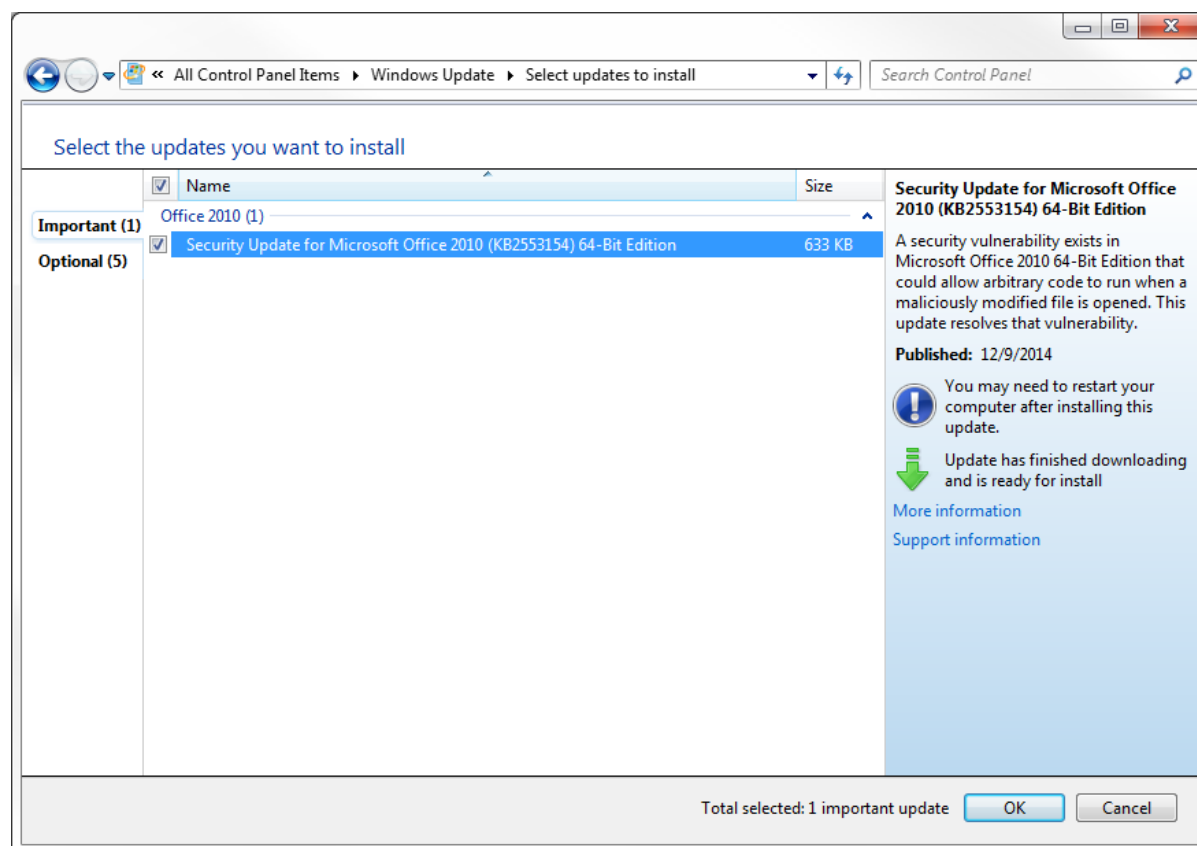 « All Control Panel Items ▸ Windows Update ▸ Select updates to install
Search Control Panel
Select the updates you want to install
Name
Size
Important (1)
Optional (5)
Office 2010 (1)
Security Update for Microsoft Office 2010 (KB2553154) 64-Bit Edition
633 KB
Security Update for Microsoft Office
2010 (KB2553154) 64-Bit Edition
A security vulnerability exists in
Microsoft Office 2010 64-Bit Edition that
could allow arbitrary code to run when a
maliciously modified file is opened. This
update resolves that vulnerability.
Published: 12/9/2014
You may need to restart your
computer after installing this
update.
Update has finished downloading
and is ready for install
More information
Support information
Total selected: 1 important update
OK
Cancel